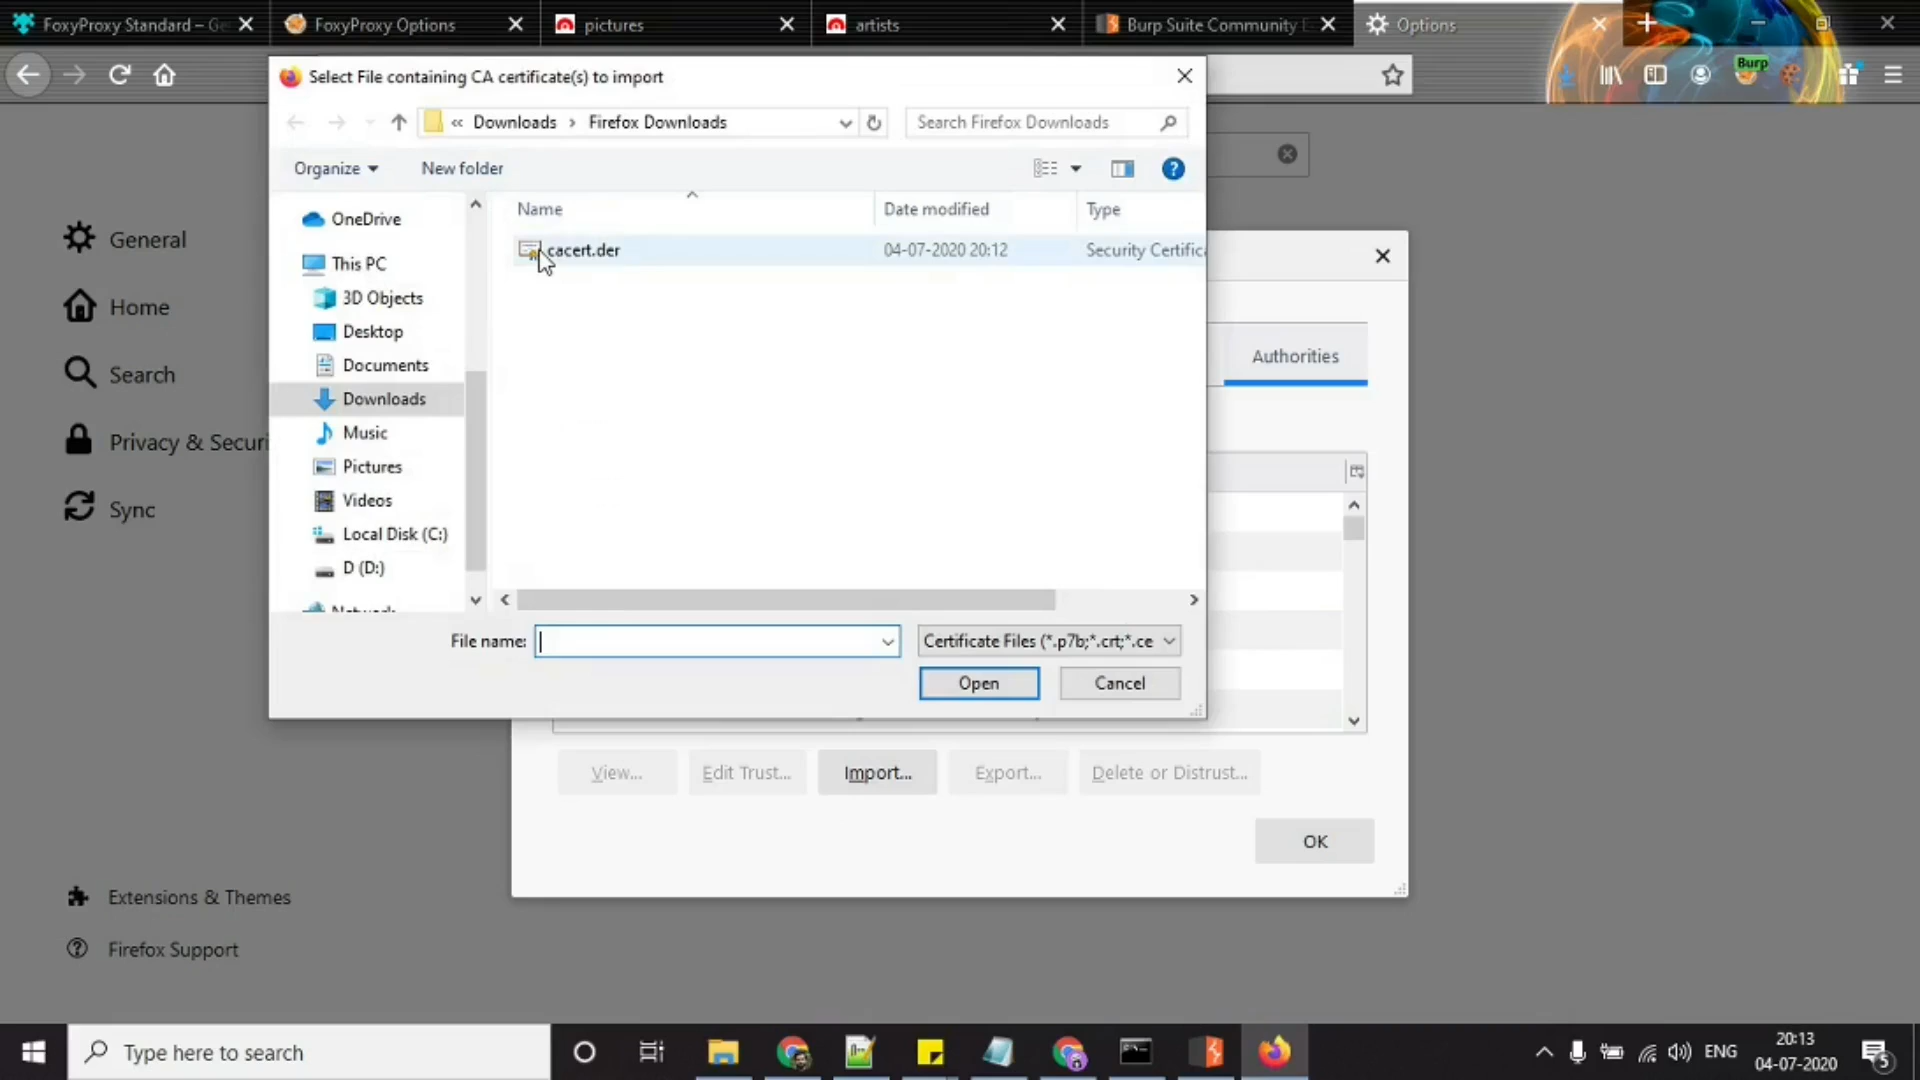 FoxyProxy Standard – Ge
FoxyProxy Options
pictures
artists
Burp Suite Community E
Options
Burp
Select File containing CA certificate(s) to import
« Downloads › Firefox Downloads
Search Firefox Downloads
Organize
New folder
Name
Date modified
Type
cacert.der
04-07-2020 20:12
Security Certific
OneDrive
This PC
3D Objects
Desktop
Documents
Downloads
Music
Pictures
Videos
Local Disk (C:)
D (D:)
Network
File name:
Certificate Files (*.p7b;*.crt;*.ce
Open
Cancel
General
Home
Search
Privacy & Securi
Sync
Extensions & Themes
Firefox Support
Authorities
View...
Edit Trust...
Import...
Export...
Delete or Distrust...
OK
Type here to search
ENG
20:13
04-07-2020
5